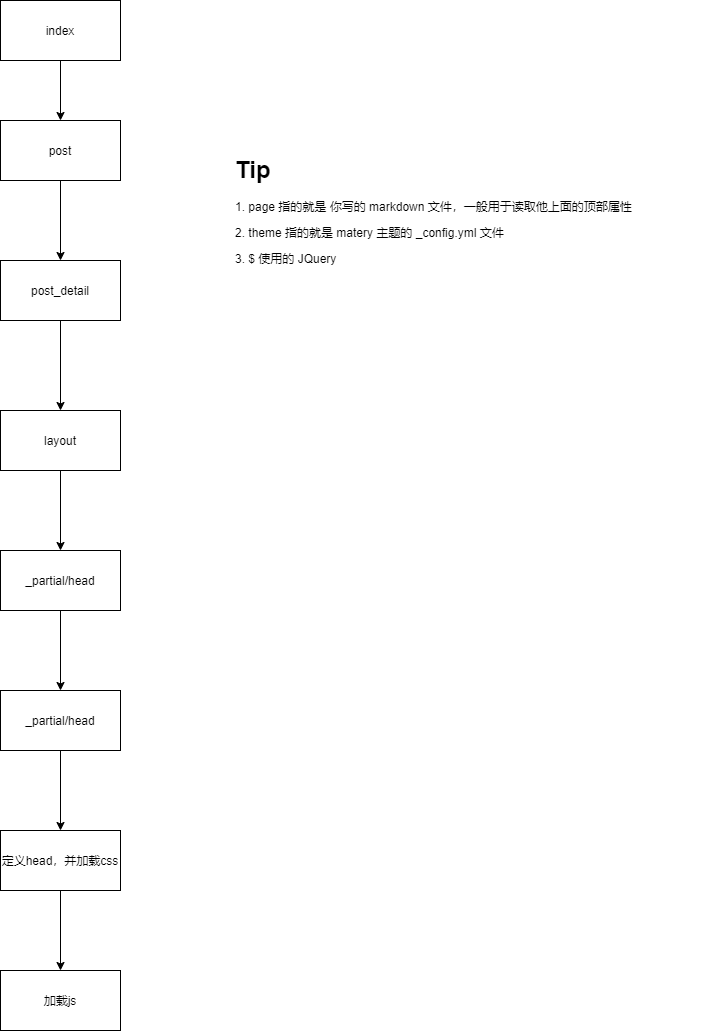 index
post
Tip
1. page 指的就是 你写的 markdown 文件，一般用于读取他上面的顶部属性
2. theme 指的就是 matery 主题的 _config.yml 文件
3. $ 使用的 JQuery
post_detail
layout
_partial/head
_partial/head
定义head，并加载css
加载js